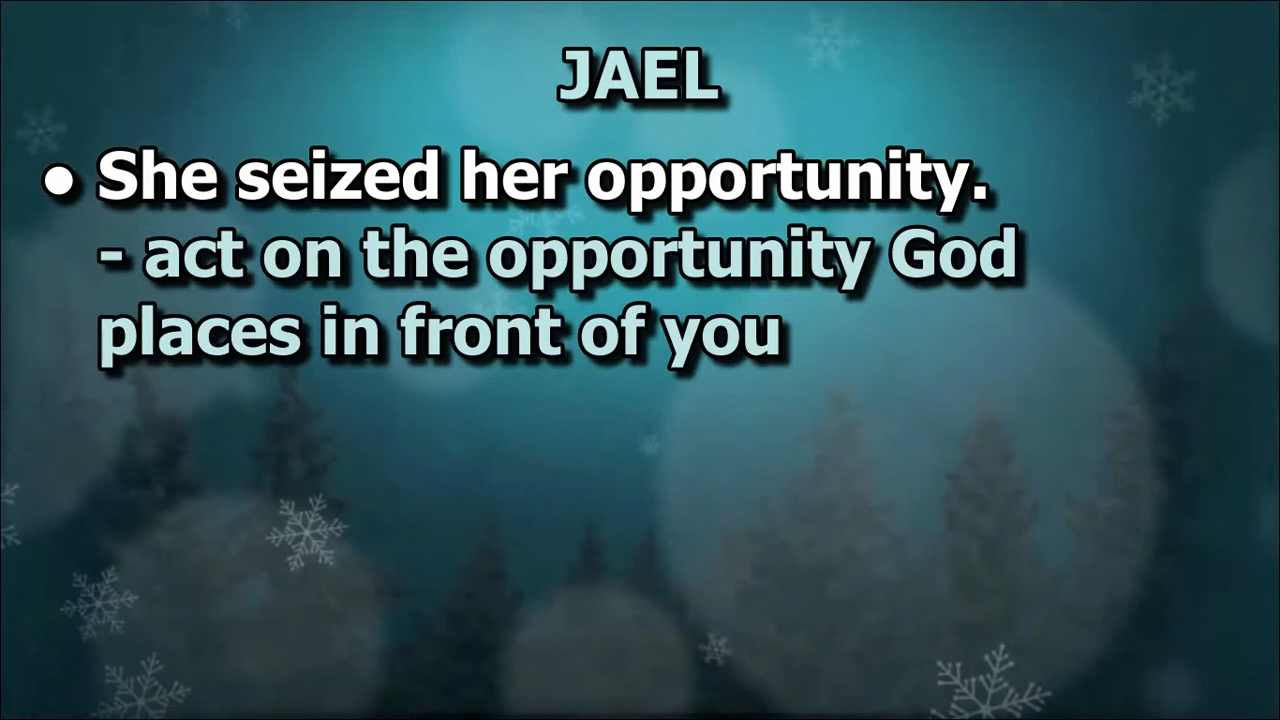 JAEL
• She seized her opportunity.
- act on the opportunity God
places in front of you